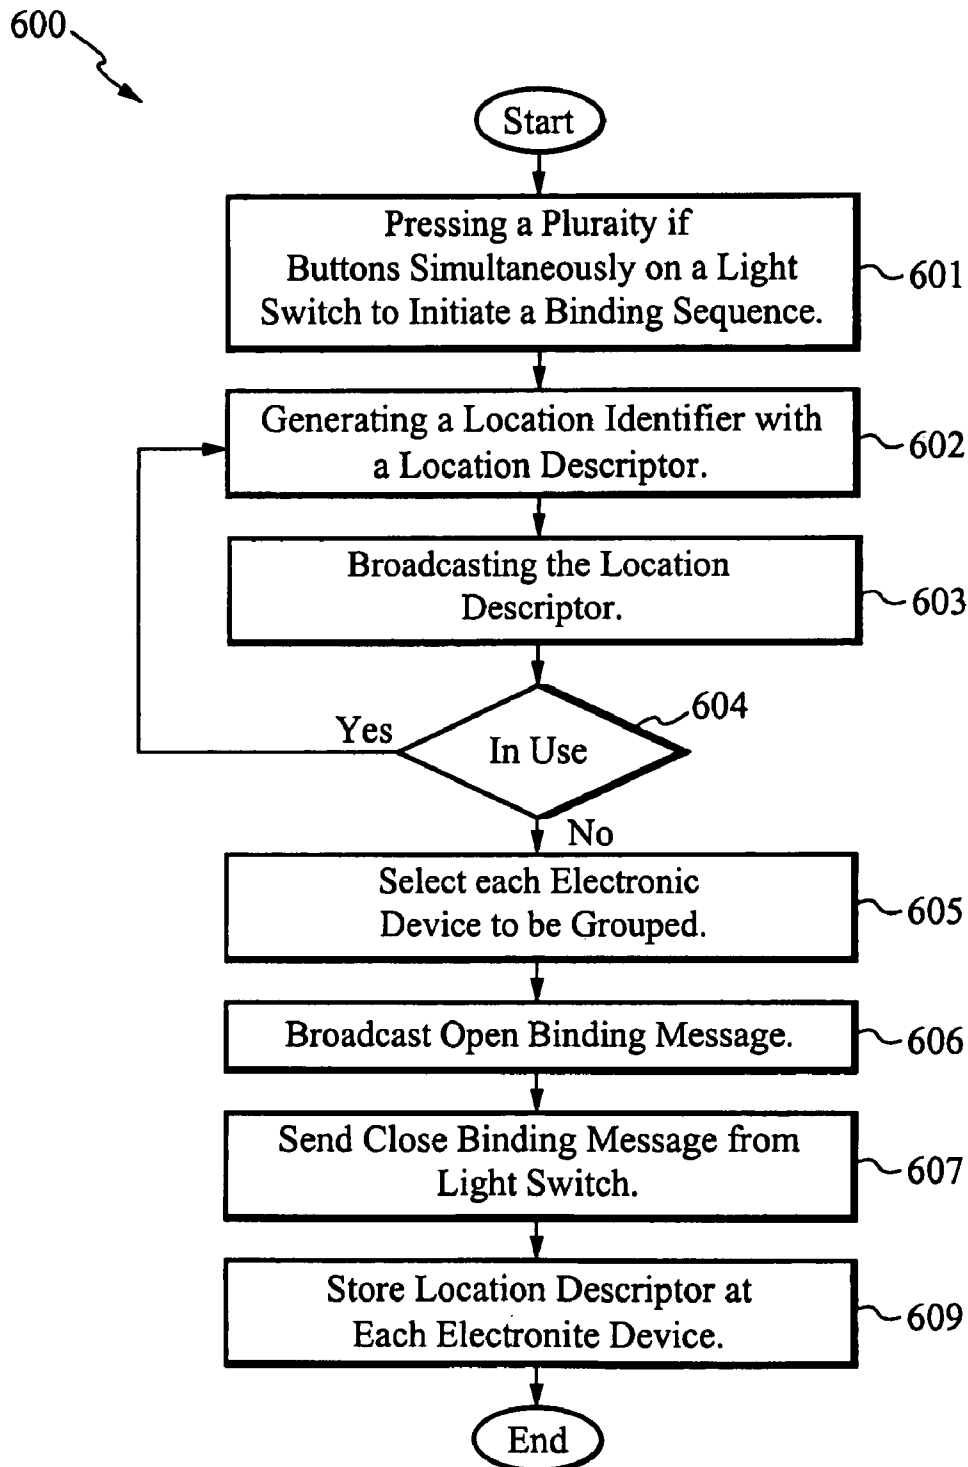 600
Start
Pressing a Pluraity if
Buttons Simultaneously on a Light
Switch to Initiate a Binding Sequence.
601
Generating a Location Identifier with
a Location Descriptor.
602
Broadcasting the Location
Descriptor.
603
604
Yes
In Use
No
Select each Electronic
Device to be Grouped.
605
Broadcast Open Binding Message.
606
Send Close Binding Message from
Light Switch.
607
Store Location Descriptor at
Each Electronite Device.
609
End